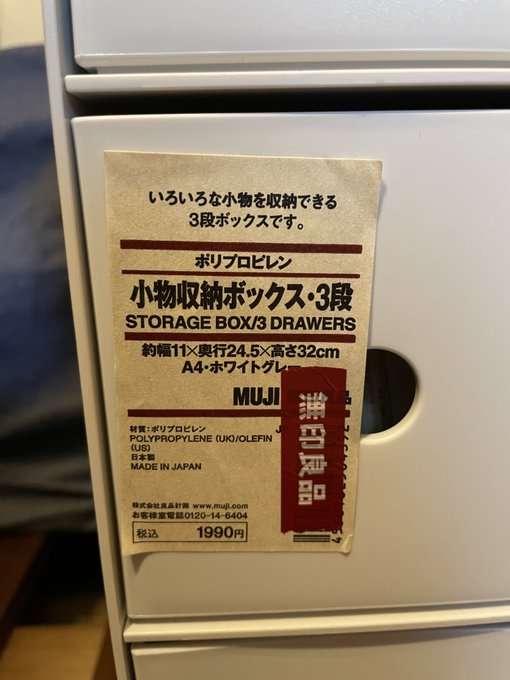 いろいろな小物を収納できる
3段ボックスです。
ポリプロピレン
小物収納ボックス・3段
STORAGE BOX/3 DRAWERS
約幅11×奥行24.5×高さ32cm
A4・ホワイトグレー
MUJI
無印良品
材質：ポリプロピレン
POLYPROPYLENE (UK)/OLEFIN
(US)
日本製
MADE IN JAPAN
株式会社良品計画 www.muji.com
お客様室電話0120-14-6404
税込 1990円